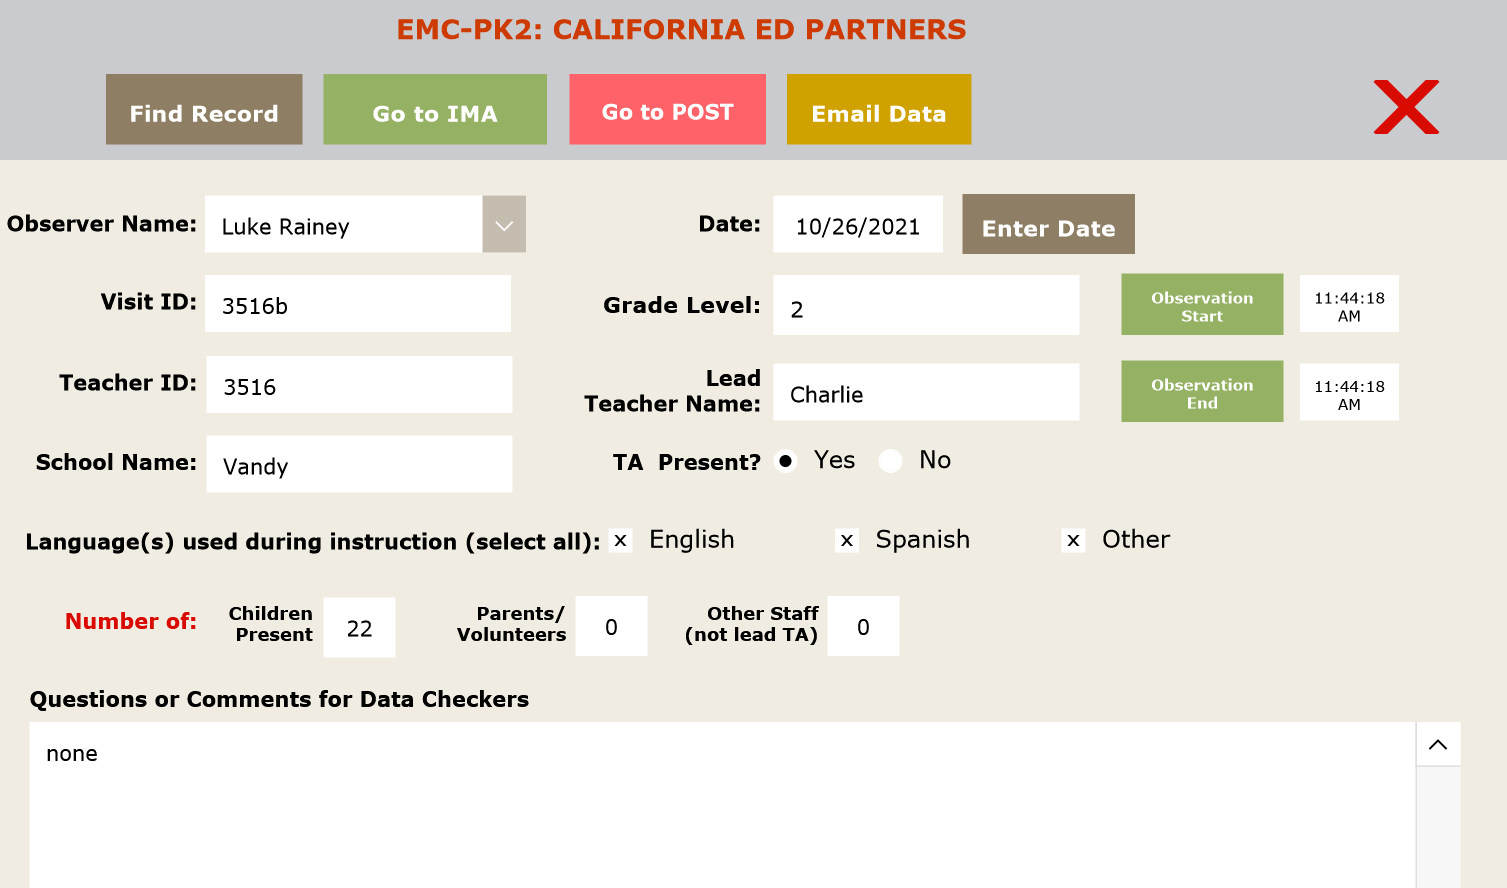 EMC-PK2: CALIFORNIA ED PARTNERS
Find Record
Go to IMA
Go to POST
Email Data
Observer Name:
Luke Rainey
Date:
10/26/2021
Enter Date
Visit ID:
3516b
Grade Level:
2
Observation
Start
11:44:18
AM
Teacher ID:
3516
Lead
Teacher Name:
Charlie
Observation
End
11:44:18
AM
School Name:
Vandy
TA Present?
Yes
No
Language(s) used during instruction (select all):
x English
x Spanish
x Other
Number of:
Children
Present
22
Parents/
Volunteers
0
Other Staff
(not lead TA)
0
Questions or Comments for Data Checkers
none